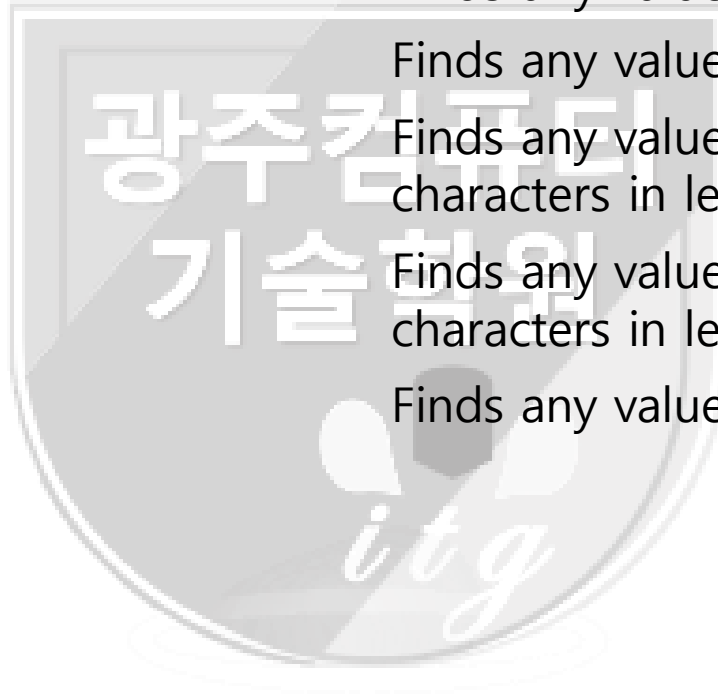 Finds any value
Finds any value
characters in le
Finds any value
characters in le
Finds any value
광주컴퓨터
기술학원
itg